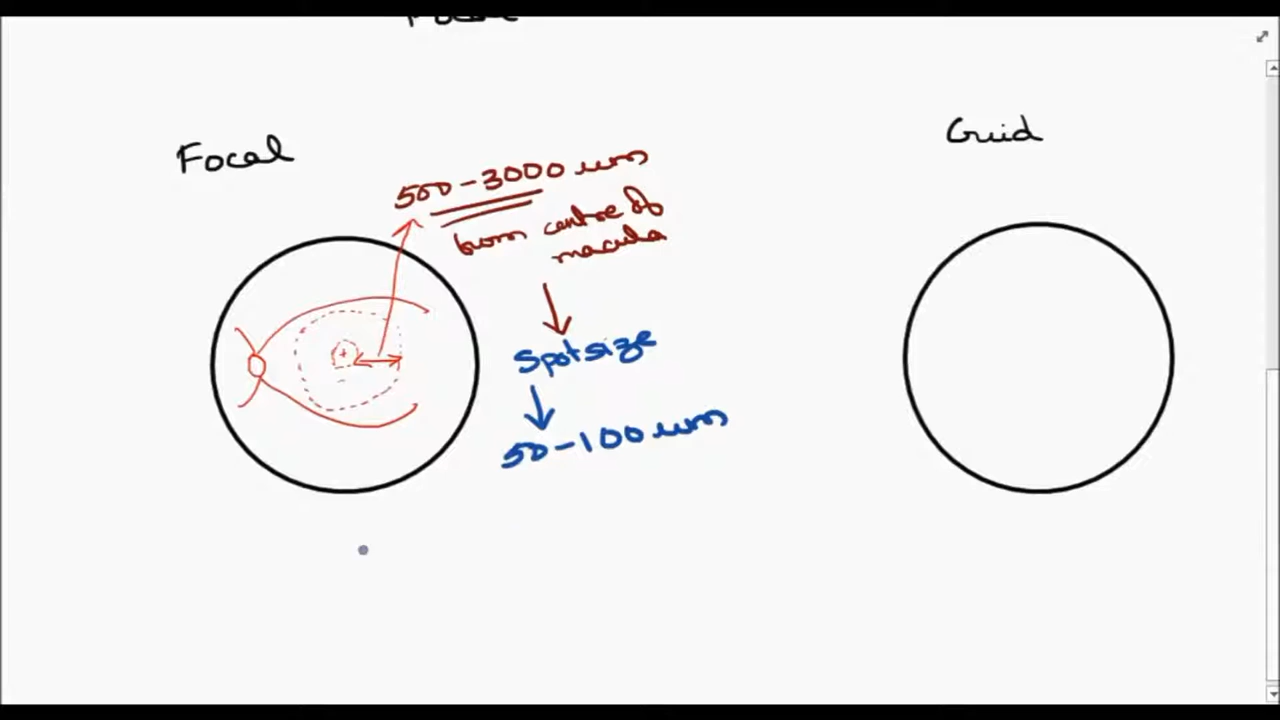 Focal
Grid
500-3000 um
from centre of
macula
Spotsize
50-100 um